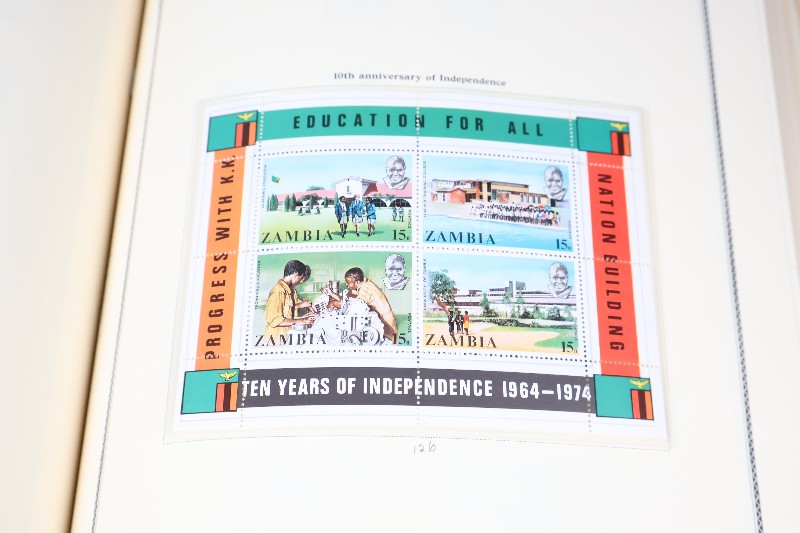 10th anniversary of Independence
EDUCATION FOR ALL
PROGRESS WITH K.K.
NATION BUILDING
ZAMBIA 15n
ZAMBIA 15n
ZAMBIA 15n
ZAMBIA 15n
TEN YEARS OF INDEPENDENCE 1964–1974
126